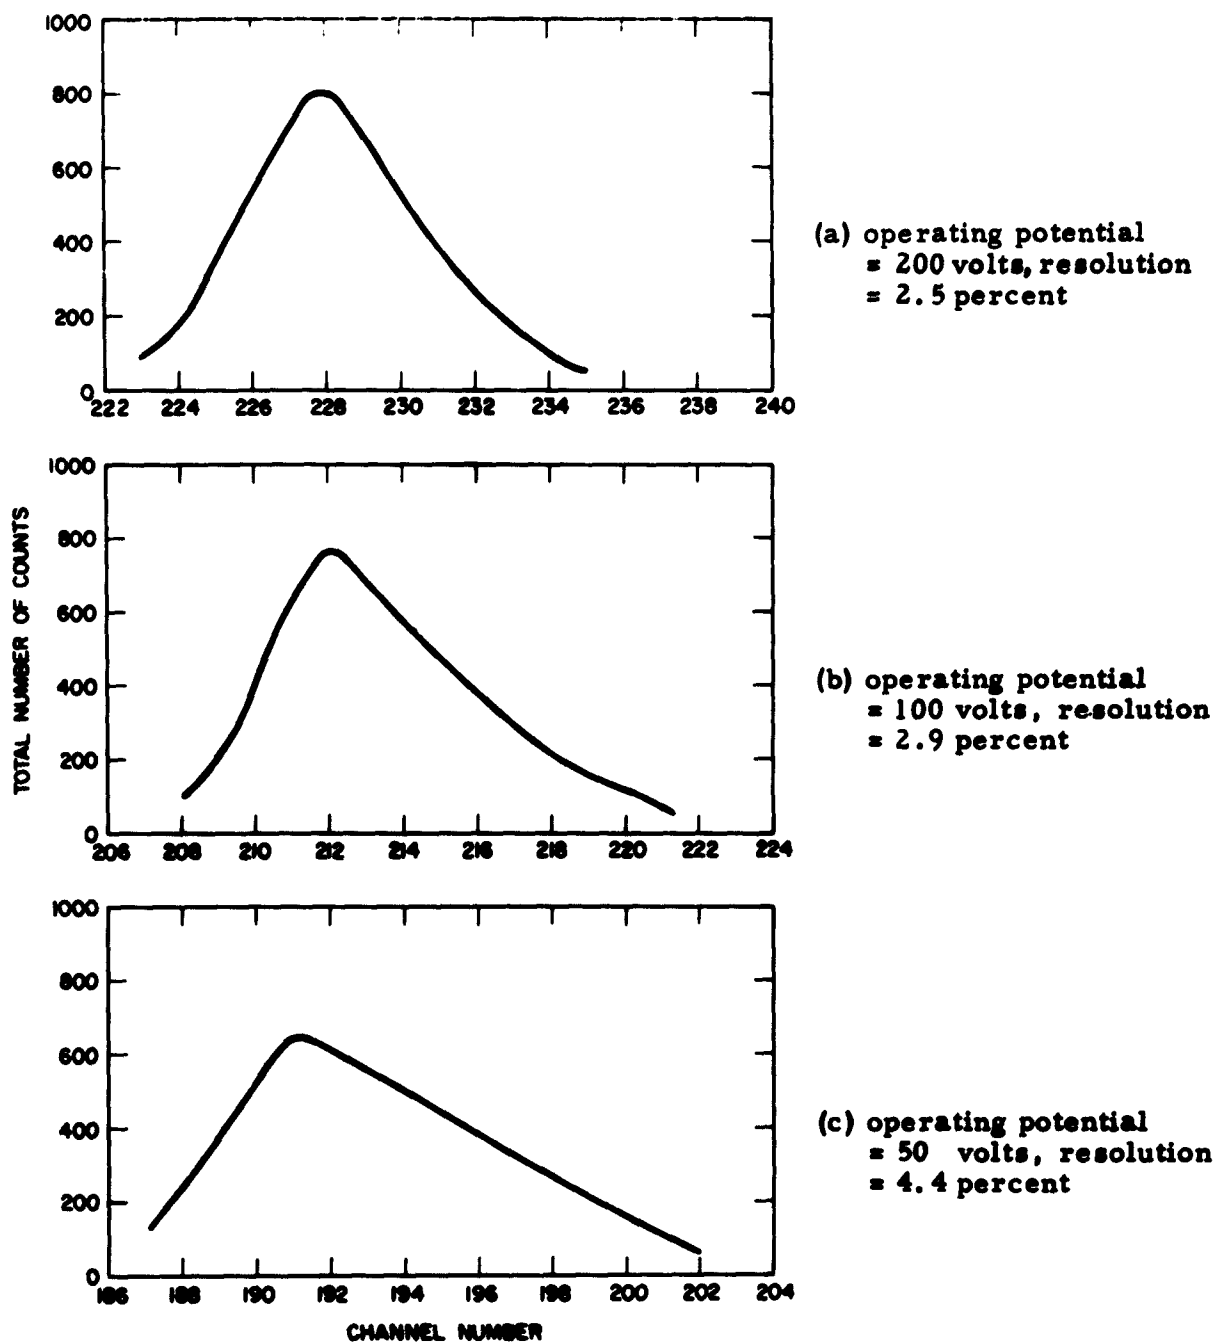 1000
800
600
400
200
0
222 224 226 228 230 232 234 236 238 240
(a) operating potential
= 200 volts, resolution
= 2.5 percent
TOTAL NUMBER OF COUNTS
1000
800
600
400
200
0
206 208 210 212 214 216 218 220 222 224
(b) operating potential
= 100 volts, resolution
= 2.9 percent
1000
800
600
400
200
0
186 188 190 192 194 196 198 200 202 204
(c) operating potential
= 50 volts, resolution
= 4.4 percent
CHANNEL NUMBER